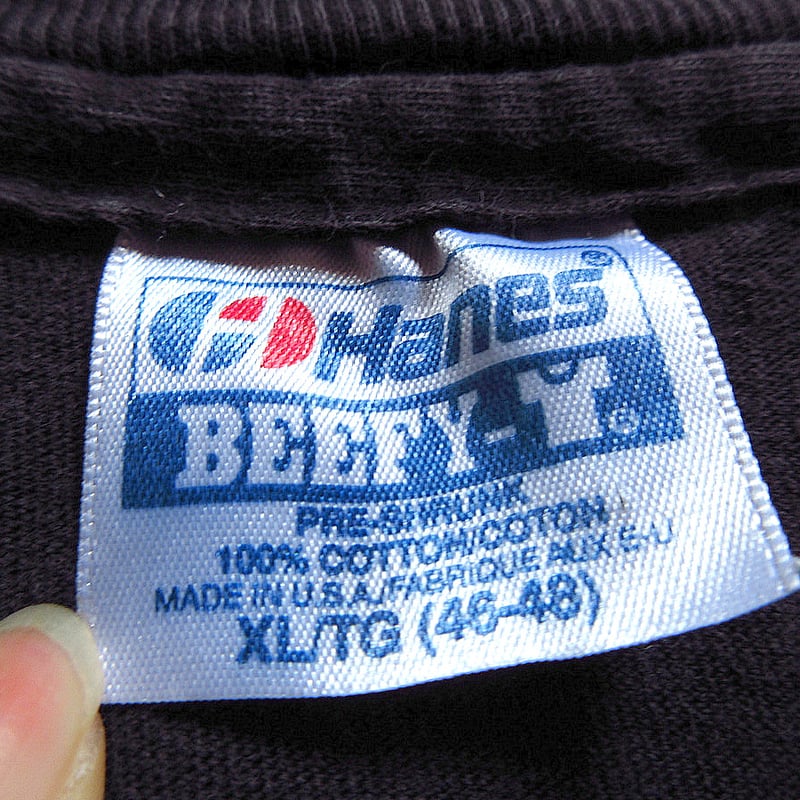 Hanes®
BEEFY-T®
PRE-SHRUNK
100% COTTON/COTON
MADE IN U.S.A./FABRIQUE AUX E-U
XL/TG (46-48)